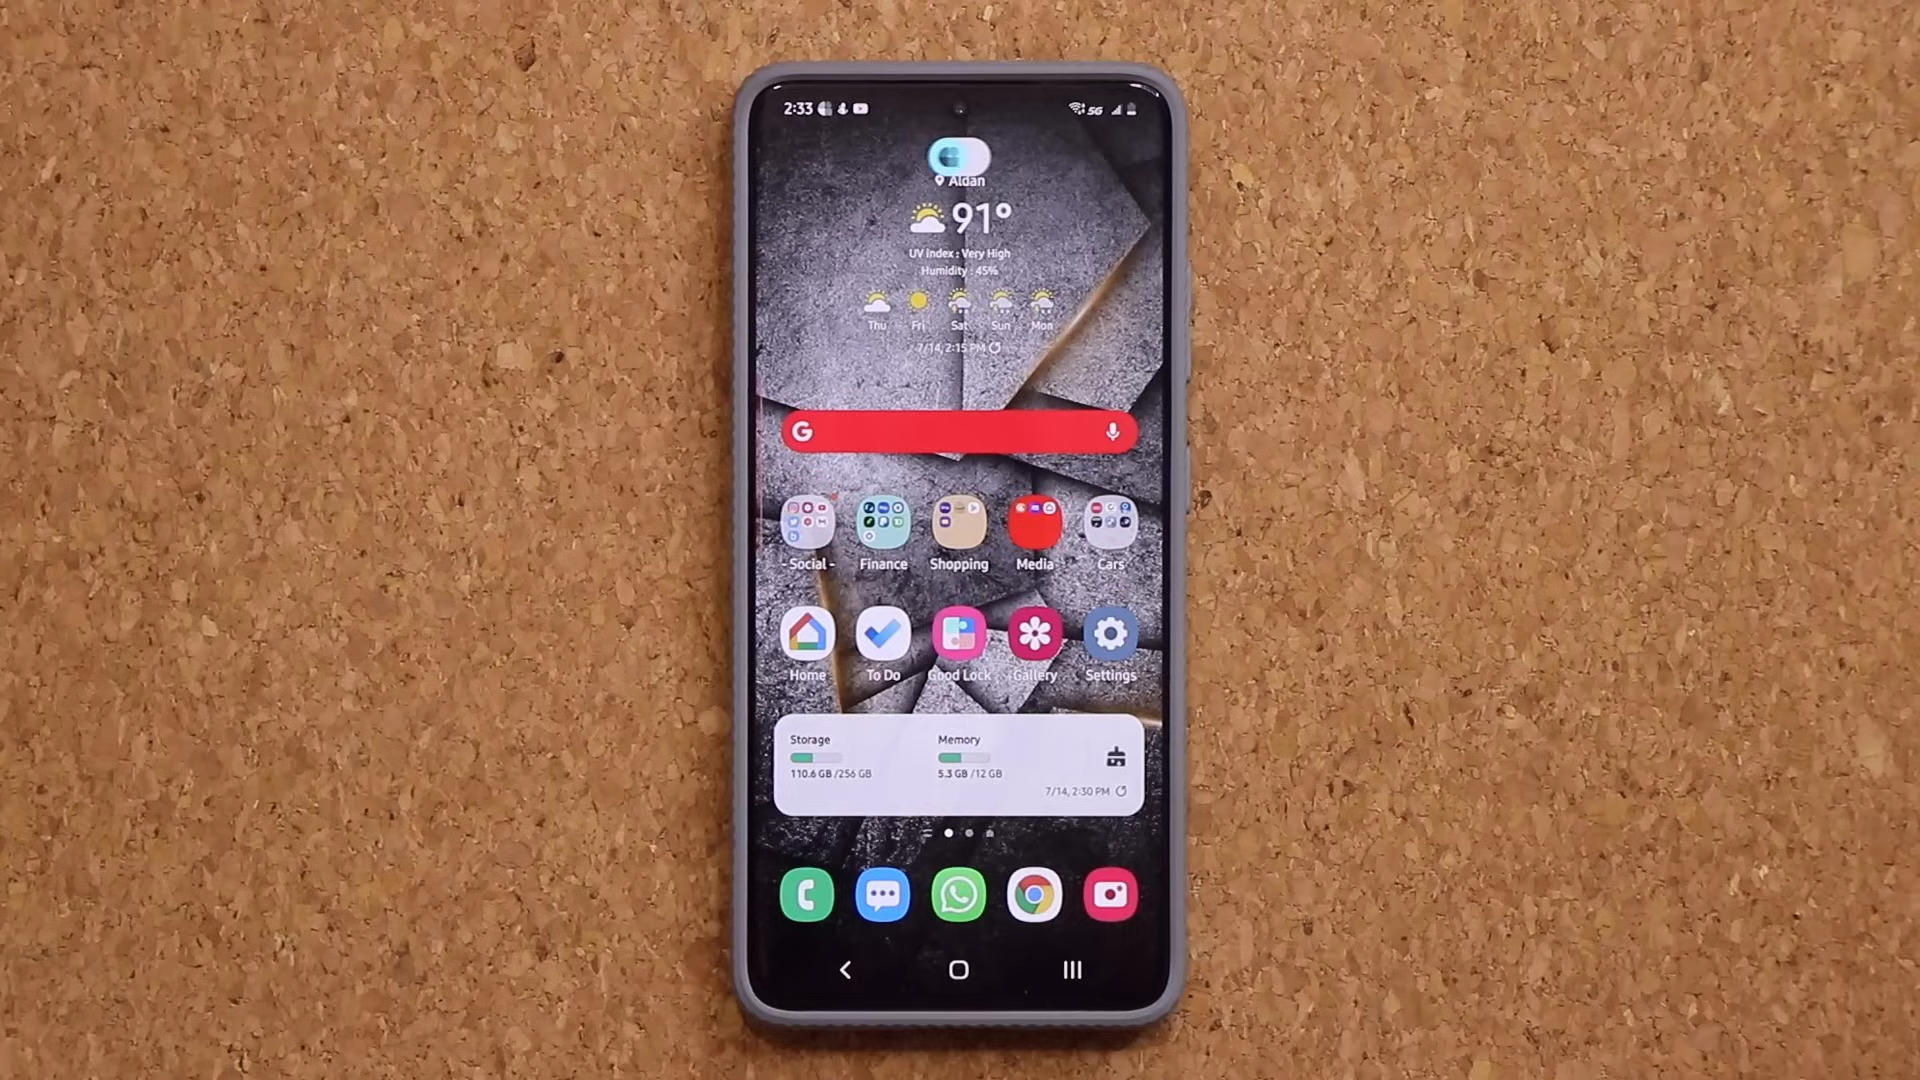 2:33 5G
Aldan
91°
UV index : Very High
Humidity : 45%
Thu Fri Sat Sun Mon
7/14, 2:15 PM
G
- Social - Finance Shopping Media Cars
Home To Do Good Lock Gallery Settings
Storage Memory
110.6 GB /256 GB 5.3 GB /12 GB
7/14, 2:30 PM